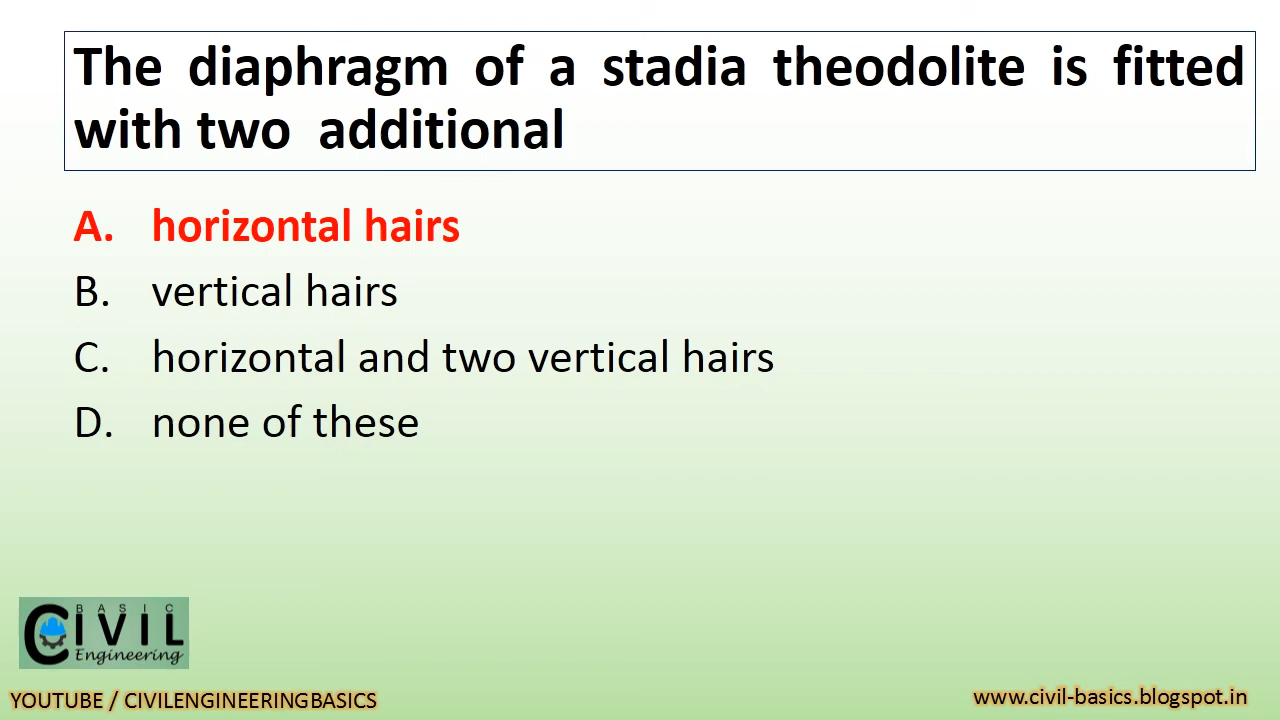 The diaphragm of a stadia theodolite is fitted
with two additional
A. horizontal hairs
B. vertical hairs
C. horizontal and two vertical hairs
D. none of these
BASIC
CIVIL
Engineering
YOUTUBE / CIVILENGINEERINGBASICS
www.civil-basics.blogspot.in